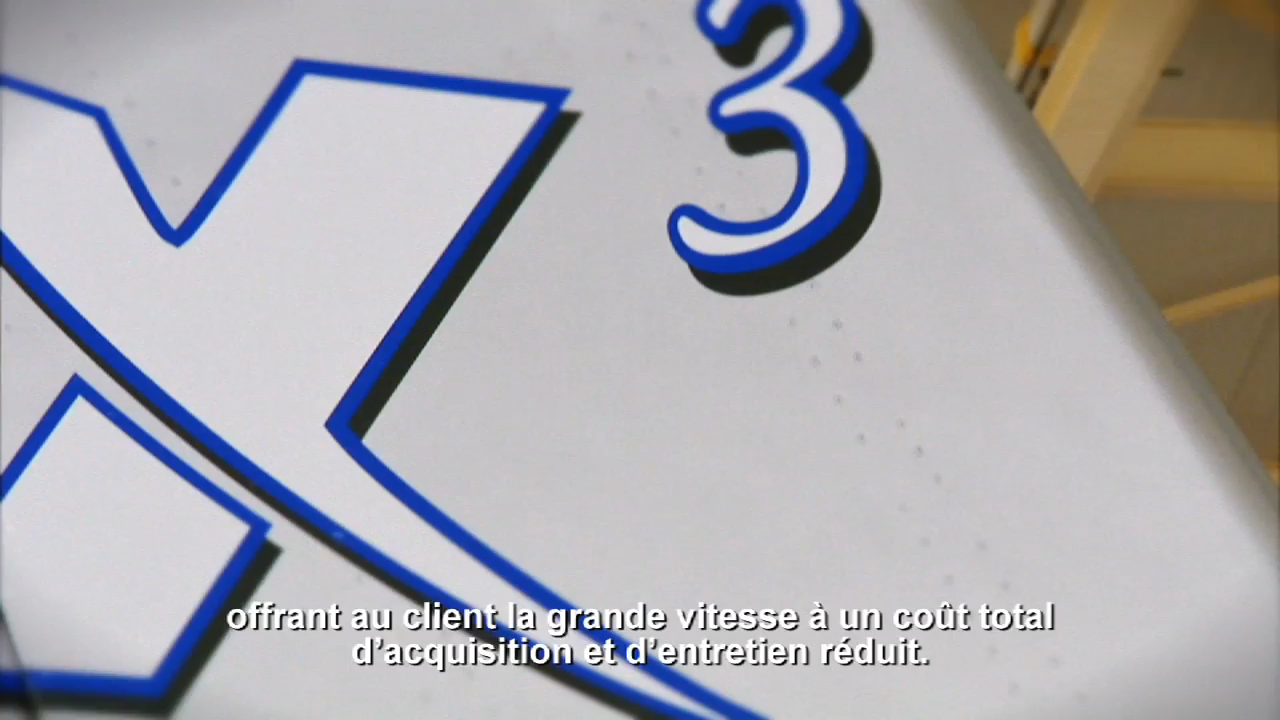 X3
offrant au client la grande vitesse à un coût total
d’acquisition et d’entretien réduit.